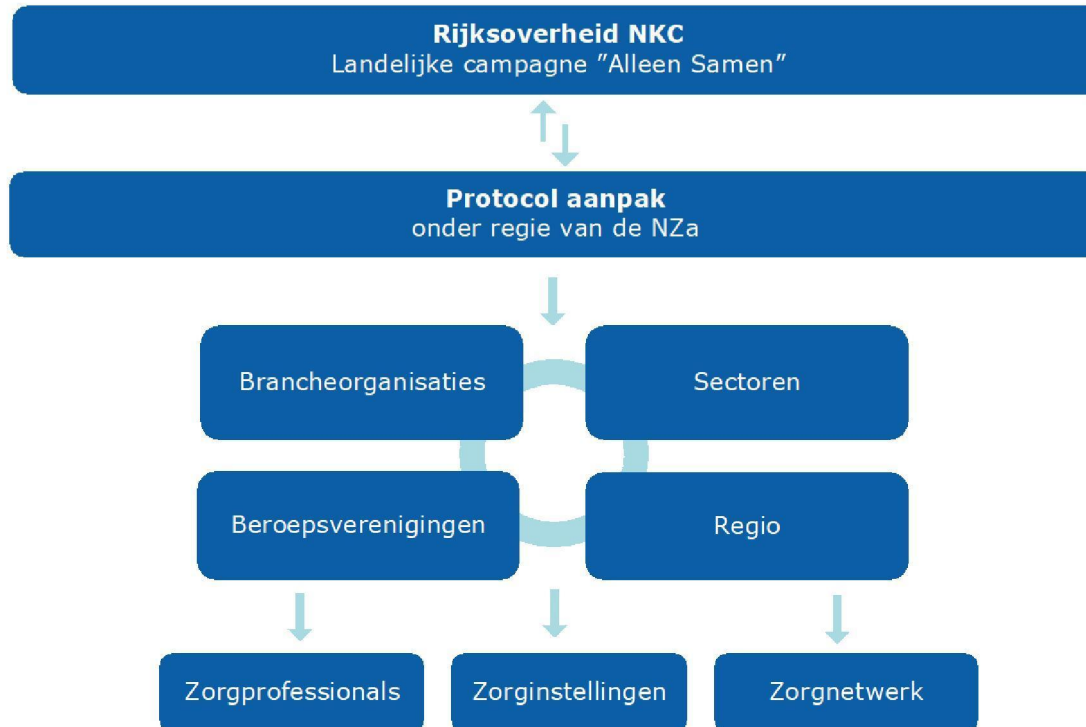 Rijksoverheid NKC
Landelijke campagne ”Alleen Samen”
Protocol aanpak
onder regie van de NZa
Brancheorganisaties
Sectoren
Beroepsverenigingen
Regio
Zorgprofessionals
Zorginstellingen
Zorgnetwerk